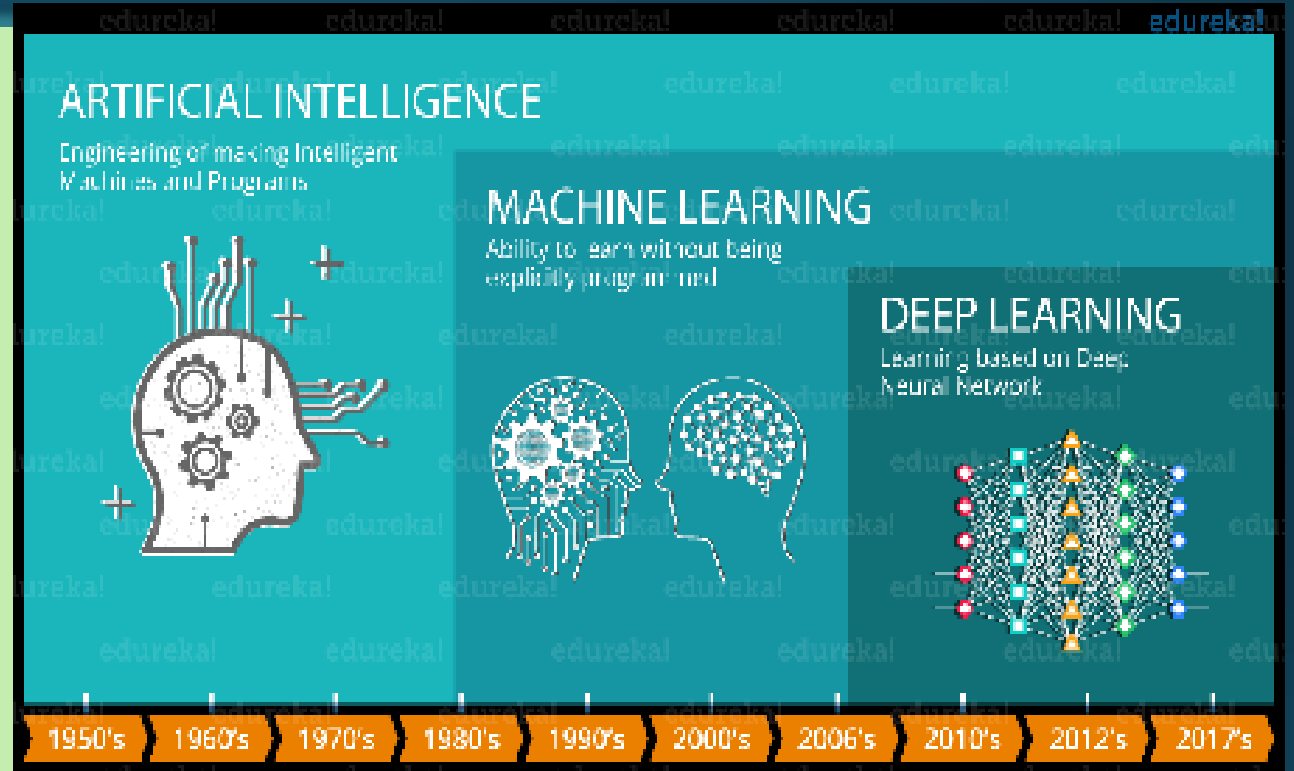 edureka!
ARTIFICIAL INTELLIGENCE
Engineering of making Intelligent
Machines and Programs
MACHINE LEARNING
Ability to learn without being
explicitly programmed
DEEP LEARNING
Learning based on Deep
Neural Network
1950's 1960's 1970's 1980's 1990's 2000's 2006's 2010's 2012's 2017's